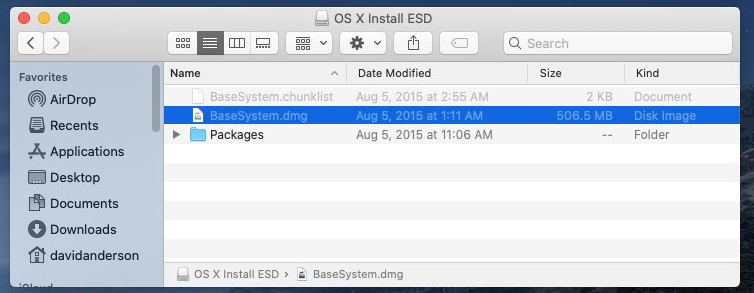 OS X Install ESD
Search
Favorites
AirDrop
Recents
Applications
Desktop
Documents
Downloads
davidanderson
Name Date Modified Size Kind
BaseSystem.chunklist Aug 5, 2015 at 2:55 AM 2 KB Document
BaseSystem.dmg Aug 5, 2015 at 1:11 AM 506.5 MB Disk Image
Packages Aug 5, 2015 at 11:06 AM -- Folder
OS X Install ESD › BaseSystem.dmg